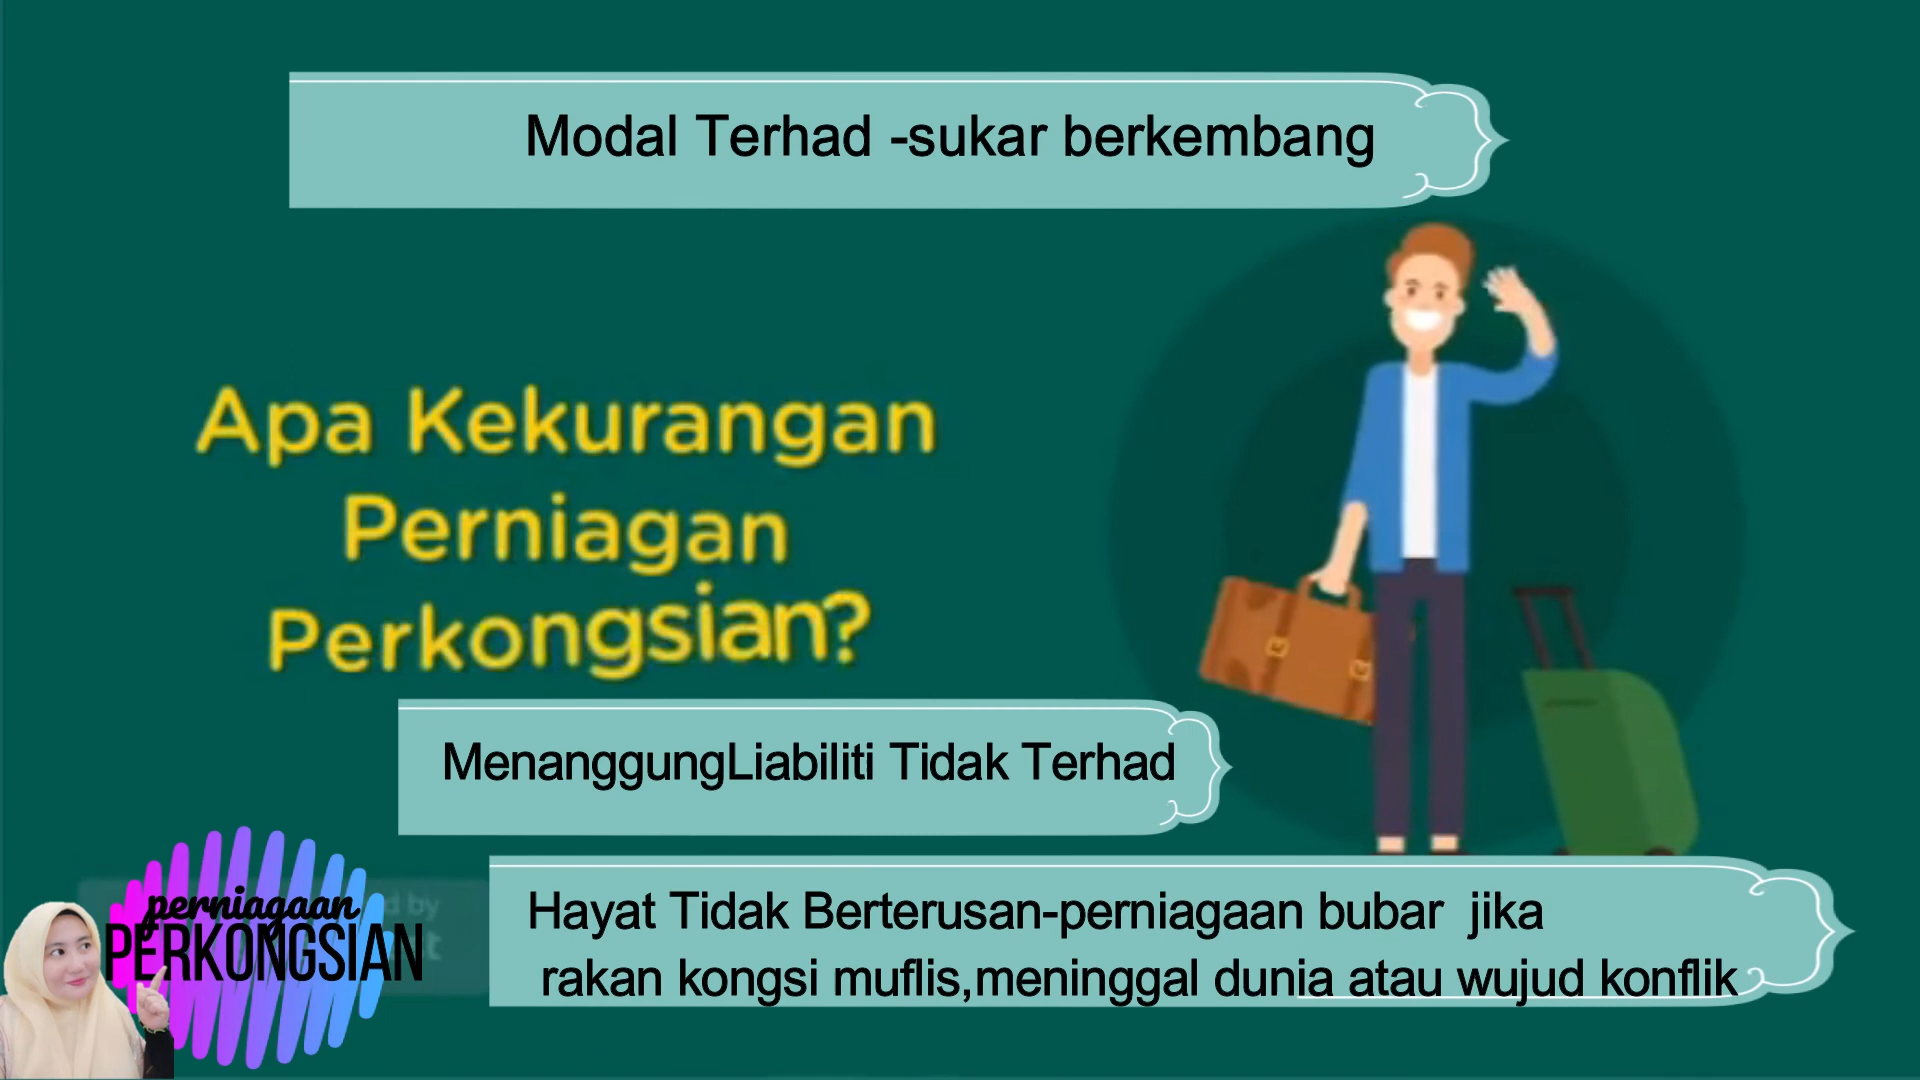 Modal Terhad -sukar berkembang
Apa Kekurangan
Perniagan
Perkongsian?
MenanggungLiabiliti Tidak Terhad
Hayat Tidak Berterusan-perniagaan bubar jika
rakan kongsi muflis,meninggal dunia atau wujud konflik
perniagaan
PERKONGSIAN
by